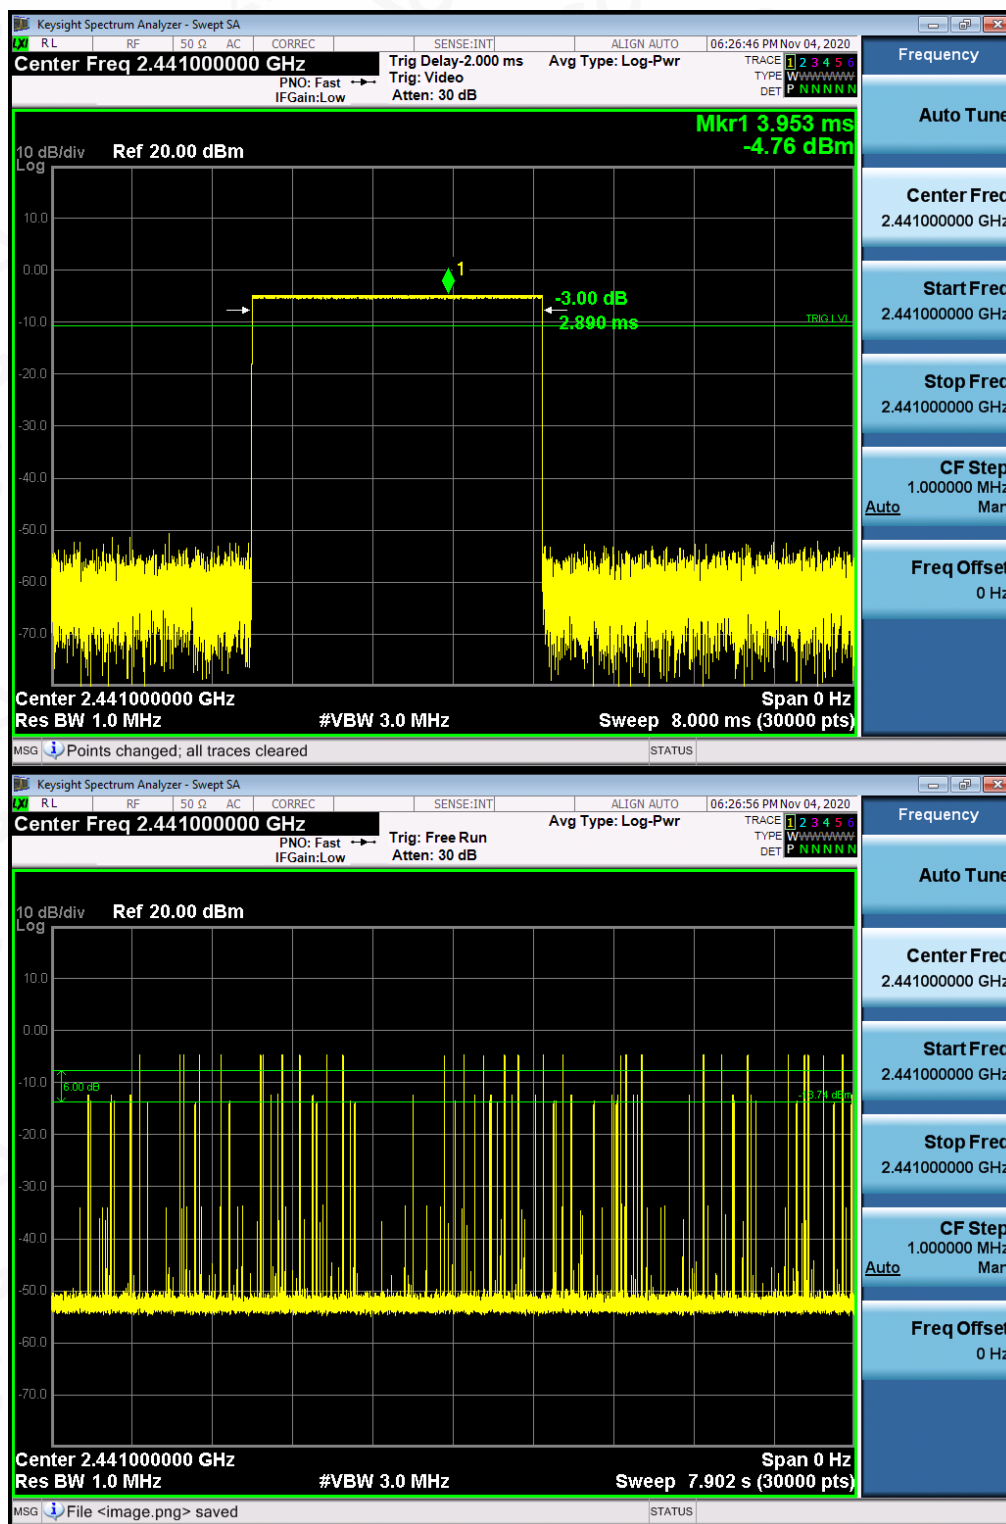 Keysight Spectrum Analyzer - Swept SA
LXI RL RF 50 Ω AC CORREC SENSE:INT ALIGN AUTO 06:26:46 PM Nov 04, 2020
Center Freq 2.441000000 GHz
PNO: Fast
IFGain:Low
Trig Delay-2.000 ms
Trig: Video
Atten: 30 dB
Avg Type: Log-Pwr
TRACE 1 2 3 4 5 6
TYPE WWWWWW
DET P N N N N N
Mkr1 3.953 ms
-4.76 dBm
10 dB/div
Log
Ref 20.00 dBm
10.0
0.00
-10.0
-20.0
-30.0
-40.0
-50.0
-60.0
-70.0
1
-3.00 dB
2.890 ms
TRIG LVL
Center 2.441000000 GHz
Span 0 Hz
Res BW 1.0 MHz
#VBW 3.0 MHz
Sweep 8.000 ms (30000 pts)
MSG Points changed; all traces cleared
STATUS
Frequency
Auto Tune
Center Freq
2.441000000 GHz
Start Freq
2.441000000 GHz
Stop Freq
2.441000000 GHz
CF Step
1.000000 MHz
Auto Man
Freq Offset
0 Hz
Keysight Spectrum Analyzer - Swept SA
LXI RL RF 50 Ω AC CORREC SENSE:INT ALIGN AUTO 06:26:56 PM Nov 04, 2020
Center Freq 2.441000000 GHz
PNO: Fast
IFGain:Low
Trig: Free Run
Atten: 30 dB
Avg Type: Log-Pwr
TRACE 1 2 3 4 5 6
TYPE WWWWWW
DET P N N N N N
10 dB/div
Log
Ref 20.00 dBm
10.0
0.00
-10.0
-20.0
-30.0
-40.0
-50.0
-60.0
-70.0
6.00 dB
-13.74 dBm
Center 2.441000000 GHz
Span 0 Hz
Res BW 1.0 MHz
#VBW 3.0 MHz
Sweep 7.902 s (30000 pts)
MSG File <image.png> saved
STATUS
Frequency
Auto Tune
Center Freq
2.441000000 GHz
Start Freq
2.441000000 GHz
Stop Freq
2.441000000 GHz
CF Step
1.000000 MHz
Auto Man
Freq Offset
0 Hz